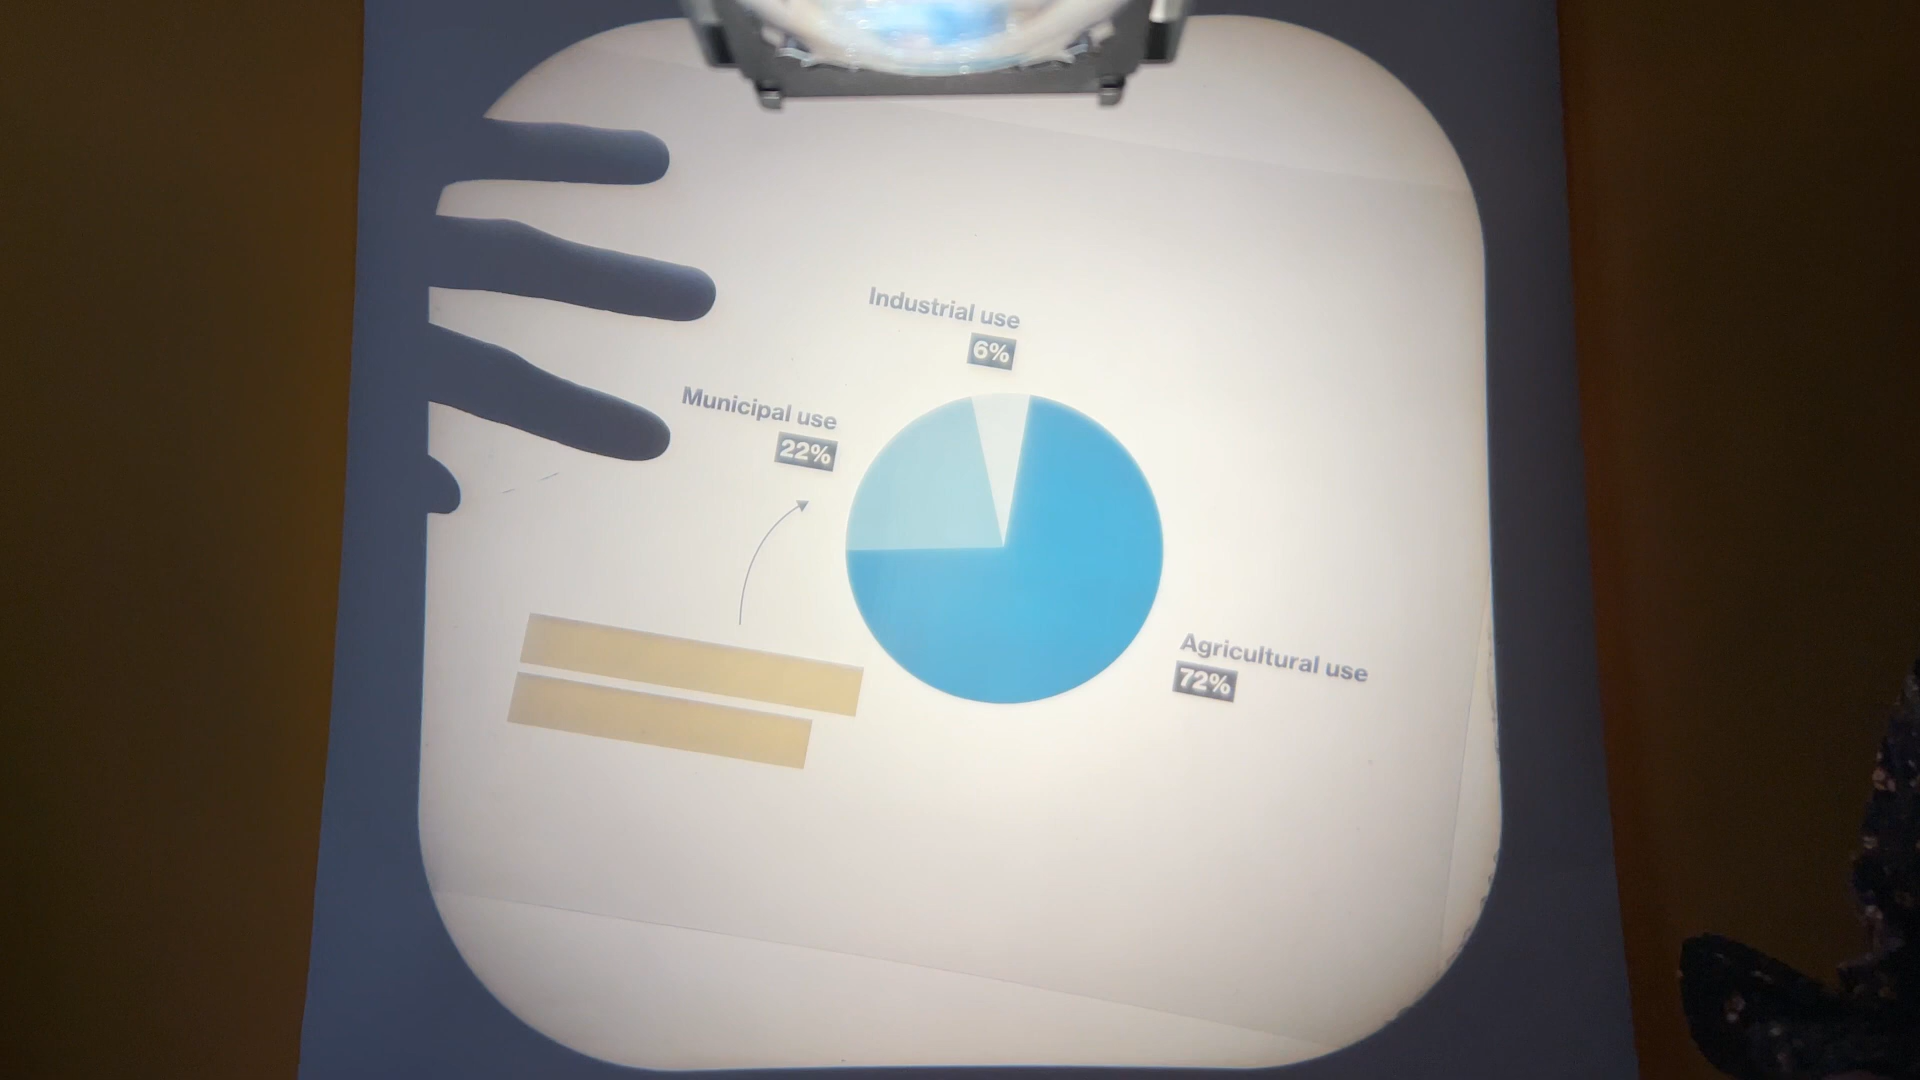 Industrial use
6%
Municipal use
22%
Agricultural use
72%